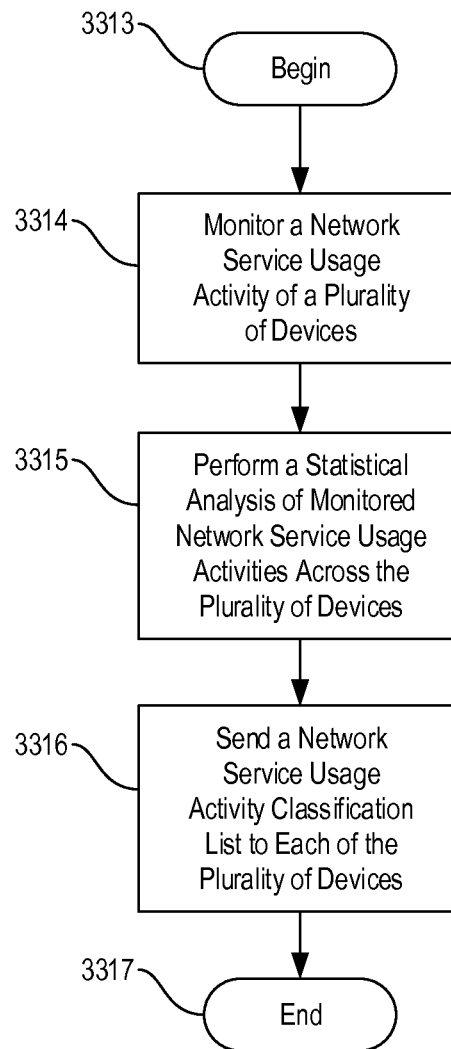 3313
Begin
3314
Monitor a Network
Service Usage
Activity of a Plurality
of Devices
3315
Perform a Statistical
Analysis of Monitored
Network Service Usage
Activities Across the
Plurality of Devices
3316
Send a Network
Service Usage
Activity Classification
List to Each of the
Plurality of Devices
3317
End